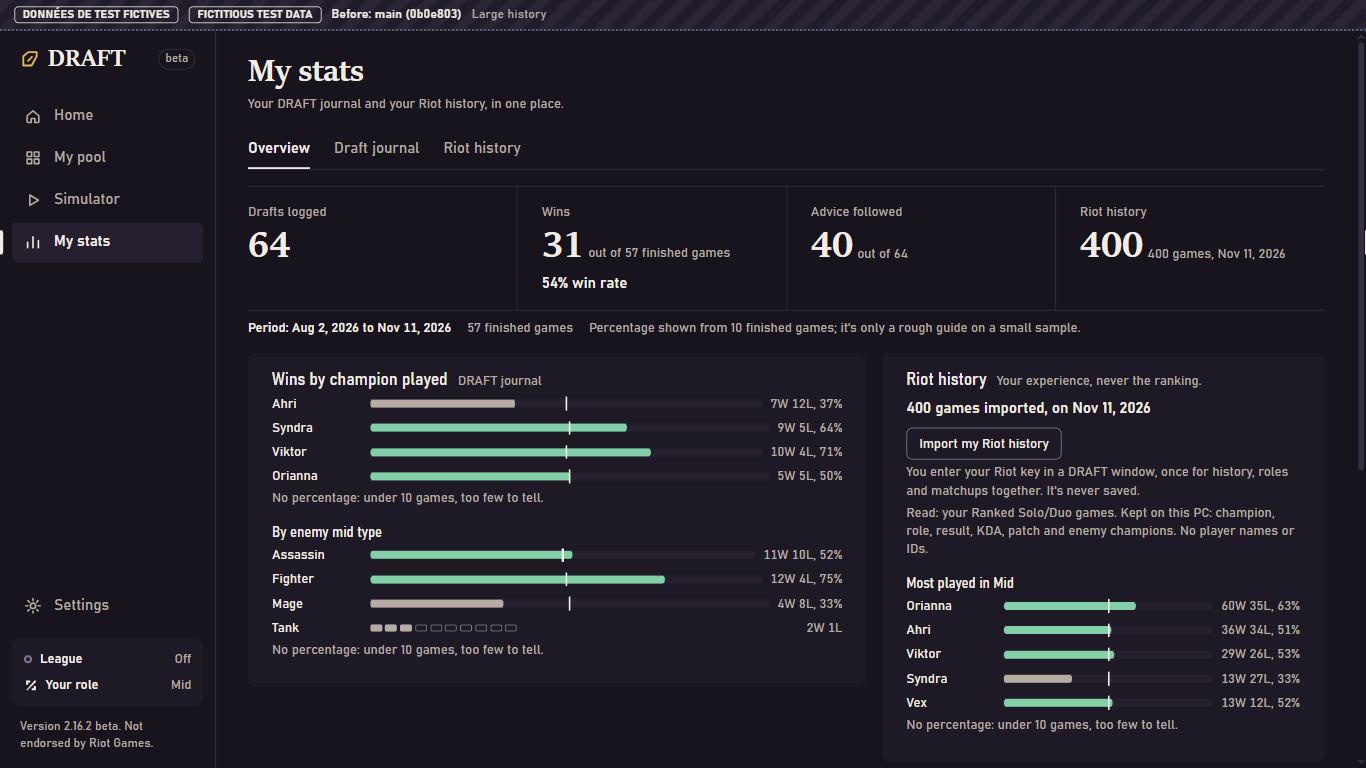 DONNÉES DE TEST FICTIVES FICTITIOUS TEST DATA Before: main (0b0e803) Large history
DRAFT beta
Home
My pool
Simulator
My stats
Settings
League Off
Your role Mid
Version 2.16.2 beta. Not
endorsed by Riot Games.
My stats
Your DRAFT journal and your Riot history, in one place.
Overview Draft journal Riot history
Drafts logged
64
Wins
31 out of 57 finished games
54% win rate
Advice followed
40 out of 64
Riot history
400 400 games, Nov 11, 2026
Period: Aug 2, 2026 to Nov 11, 2026 57 finished games Percentage shown from 10 finished games; it's only a rough guide on a small sample.
Wins by champion played DRAFT journal
Ahri 7W 12L, 37%
Syndra 9W 5L, 64%
Viktor 10W 4L, 71%
Orianna 5W 5L, 50%
No percentage: under 10 games, too few to tell.
By enemy mid type
Assassin 11W 10L, 52%
Fighter 12W 4L, 75%
Mage 4W 8L, 33%
Tank 2W 1L
No percentage: under 10 games, too few to tell.
Riot history Your experience, never the ranking.
400 games imported, on Nov 11, 2026
Import my Riot history
You enter your Riot key in a DRAFT window, once for history, roles
and matchups together. It's never saved.
Read: your Ranked Solo/Duo games. Kept on this PC: champion,
role, result, KDA, patch and enemy champions. No player names or
IDs.
Most played in Mid
Orianna 60W 35L, 63%
Ahri 36W 34L, 51%
Viktor 29W 26L, 53%
Syndra 13W 27L, 33%
Vex 13W 12L, 52%
No percentage: under 10 games, too few to tell.